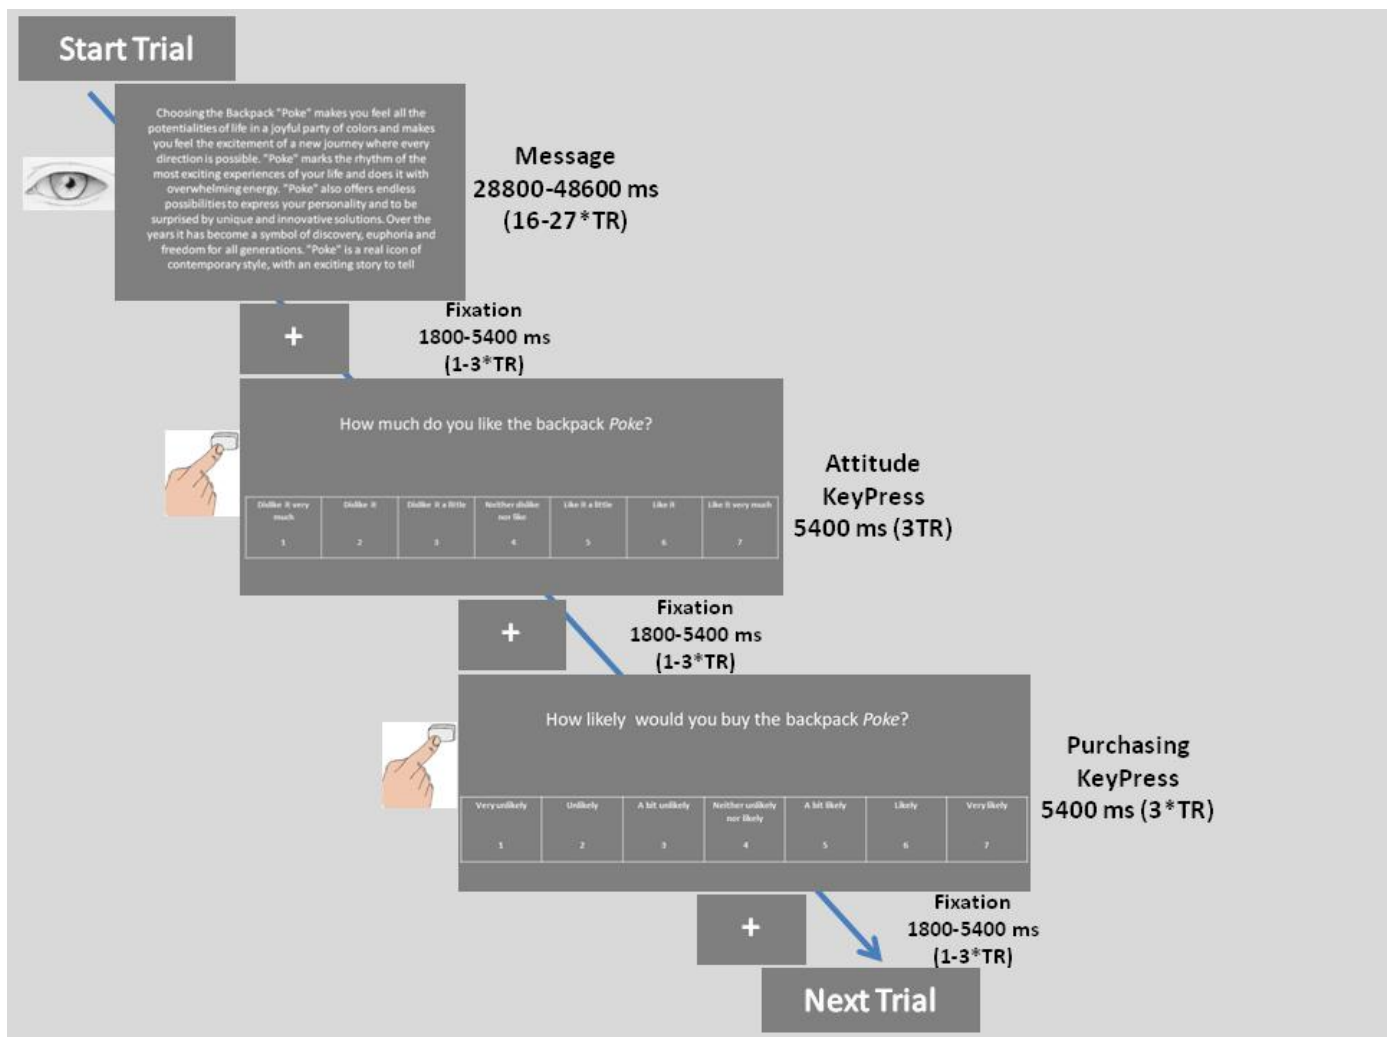 Start Trial
Choosing the Backpack "Poke" makes you feel all the
potentialities of life in a joyful party of colors and makes
you feel the excitement of a new journey where every
direction is possible. "Poke" marks the rhythm of the
most exciting experiences of your life and does it with
overwhelming energy. "Poke" also offers endless
possibilities to express your personality and to be
surprised by unique and innovative solutions. Over the
years it has become a symbol of discovery, euphoria and
freedom for all generations. "Poke" is a real icon of
contemporary style, with an exciting story to tell
Message
28800-48600 ms
(16-27*TR)
+
Fixation
1800-5400 ms
(1-3*TR)
How much do you like the backpack Poke?
Dislike it very much
1
Dislike it
2
Dislike it a little
3
Neither dislike nor like
4
Like it a little
5
Like it
6
Like it very much
7
Attitude
KeyPress
5400 ms (3TR)
+
Fixation
1800-5400 ms
(1-3*TR)
How likely  would you buy the backpack Poke?
Very unlikely
1
Unlikely
2
A bit unlikely
3
Neither unlikely nor likely
4
A bit likely
5
Likely
6
Very likely
7
Purchasing
KeyPress
5400 ms (3*TR)
+
Fixation
1800-5400 ms
(1-3*TR)
Next Trial